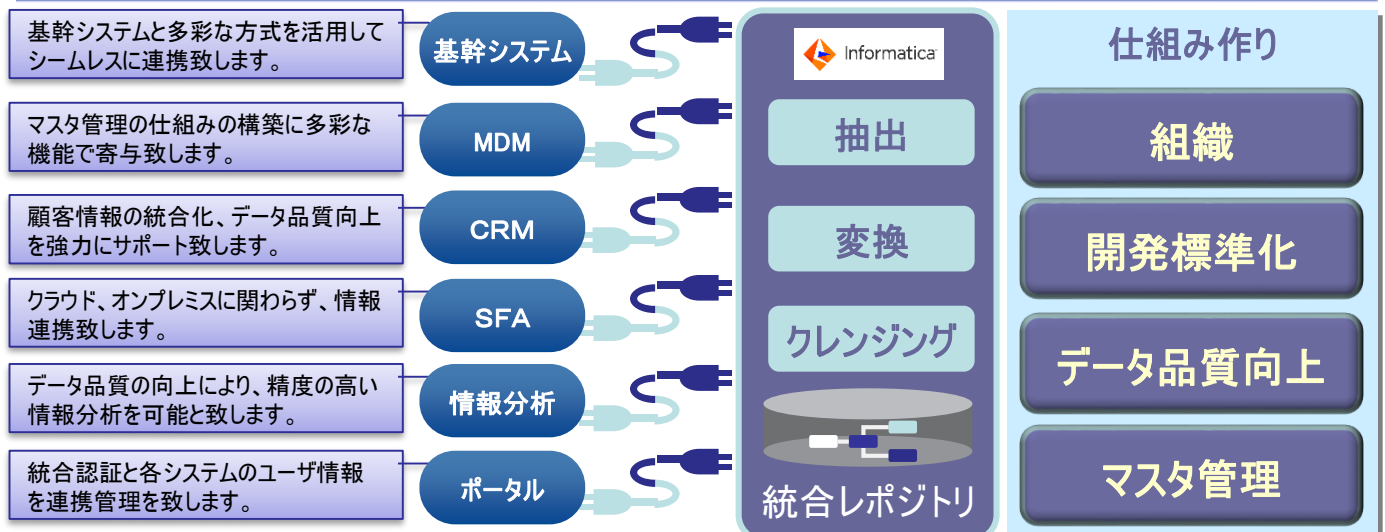 基幹システムと多彩な方式を活用して
シームレスに連携致します。
基幹システム
マスタ管理の仕組みの構築に多彩な
機能で寄与致します。
MDM
顧客情報の統合化、データ品質向上
を強力にサポート致します。
CRM
クラウド、オンプレミスに関わらず、情報
連携致します。
SFA
データ品質の向上により、精度の高い
情報分析を可能と致します。
情報分析
統合認証と各システムのユーザ情報
を連携管理を致します。
ポータル
Informatica
抽出
変換
クレンジング
統合レポジトリ
仕組み作り
組織
開発標準化
データ品質向上
マスタ管理